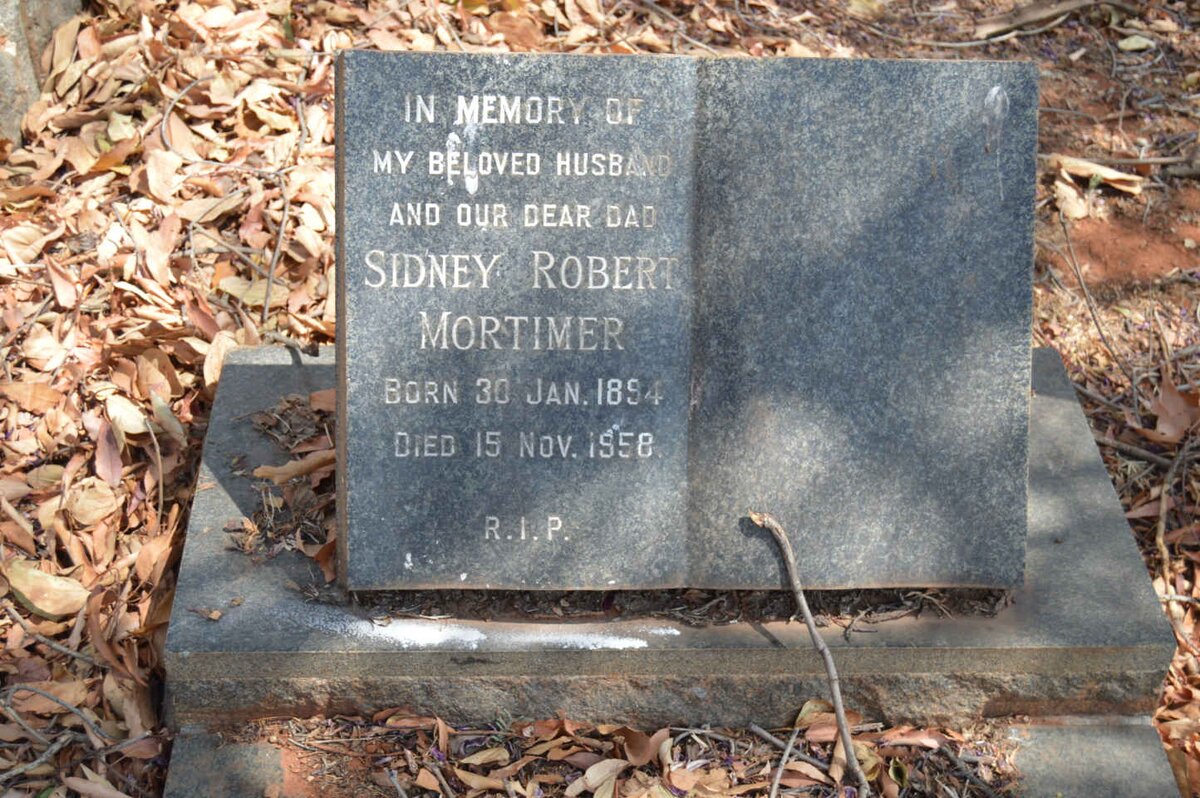 IN MEMORY OF
MY BELOVED HUSBAND
AND OUR DEAR DAD
SIDNEY ROBERT
MORTIMER
BORN 30 JAN. 1894
DIED 15 NOV. 1958.
R.I.P.